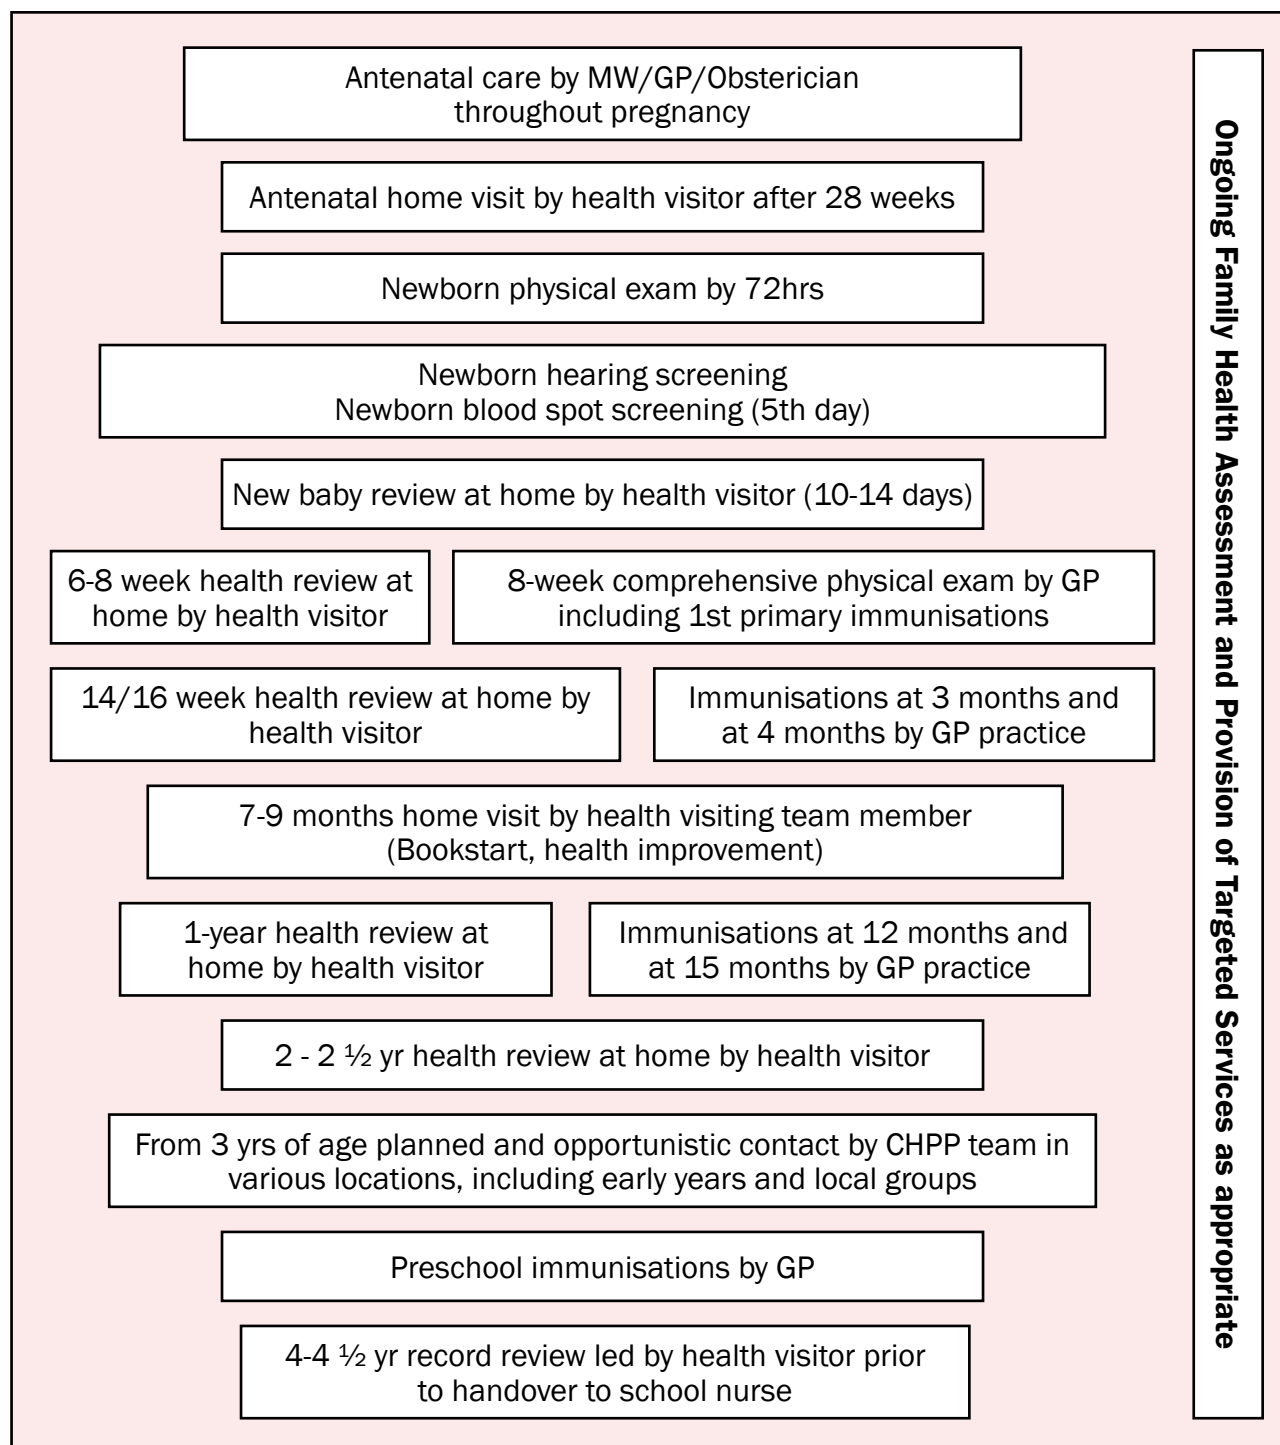 Antenatal care by MW/GP/Obsterician
throughout pregnancy
Antenatal home visit by health visitor after 28 weeks
Newborn physical exam by 72hrs
Newborn hearing screening
Newborn blood spot screening (5th day)
New baby review at home by health visitor (10-14 days)
6-8 week health review at
home by health visitor
8-week comprehensive physical exam by GP
including 1st primary immunisations
14/16 week health review at home by
health visitor
Immunisations at 3 months and
at 4 months by GP practice
7-9 months home visit by health visiting team member
(Bookstart, health improvement)
1-year health review at
home by health visitor
Immunisations at 12 months and
at 15 months by GP practice
2 - 2 ½ yr health review at home by health visitor
From 3 yrs of age planned and opportunistic contact by CHPP team in
various locations, including early years and local groups
Preschool immunisations by GP
4-4 ½ yr record review led by health visitor prior
to handover to school nurse
Ongoing Family Health Assessment and Provision of Targeted Services as appropriate